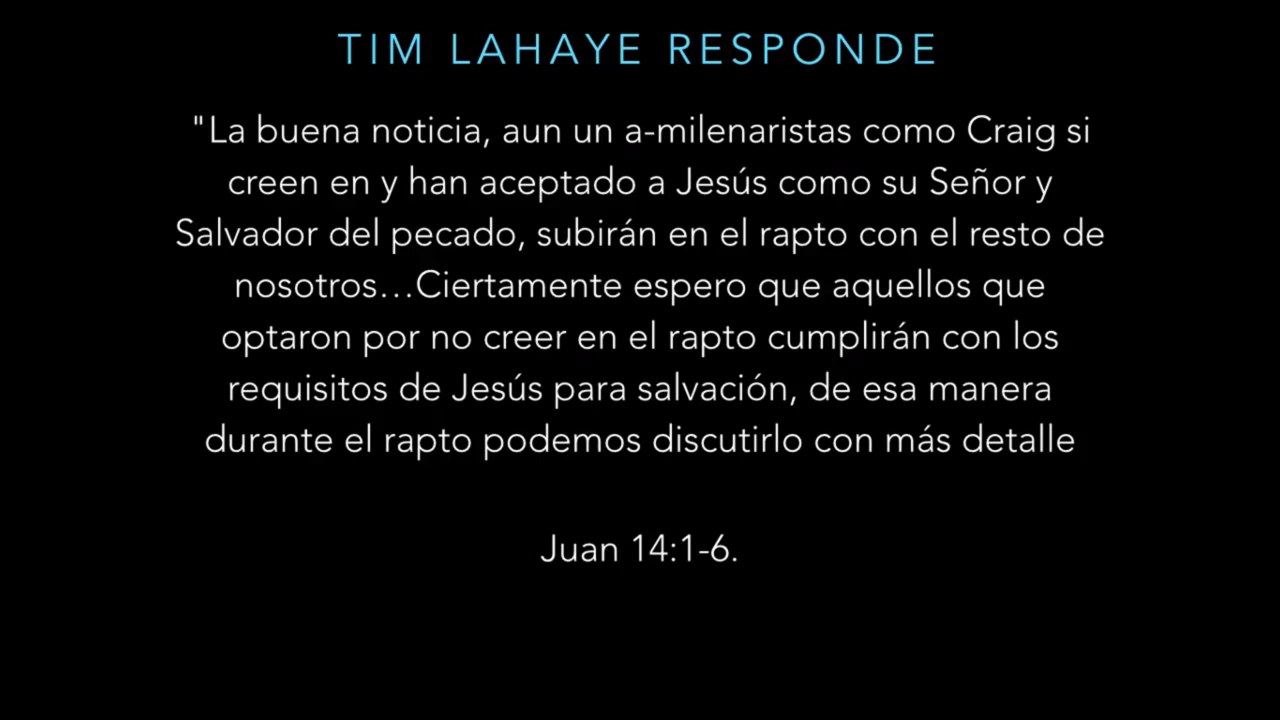 TIM LAHAYE RESPONDE
"La buena noticia, aun un a-milenaristas como Craig si
creen en y han aceptado a Jesús como su Señor y
Salvador del pecado, subirán en el rapto con el resto de
nosotros…Ciertamente espero que aquellos que
optaron por no creer en el rapto cumplirán con los
requisitos de Jesús para salvación, de esa manera
durante el rapto podemos discutirlo con más detalle
Juan 14:1-6.